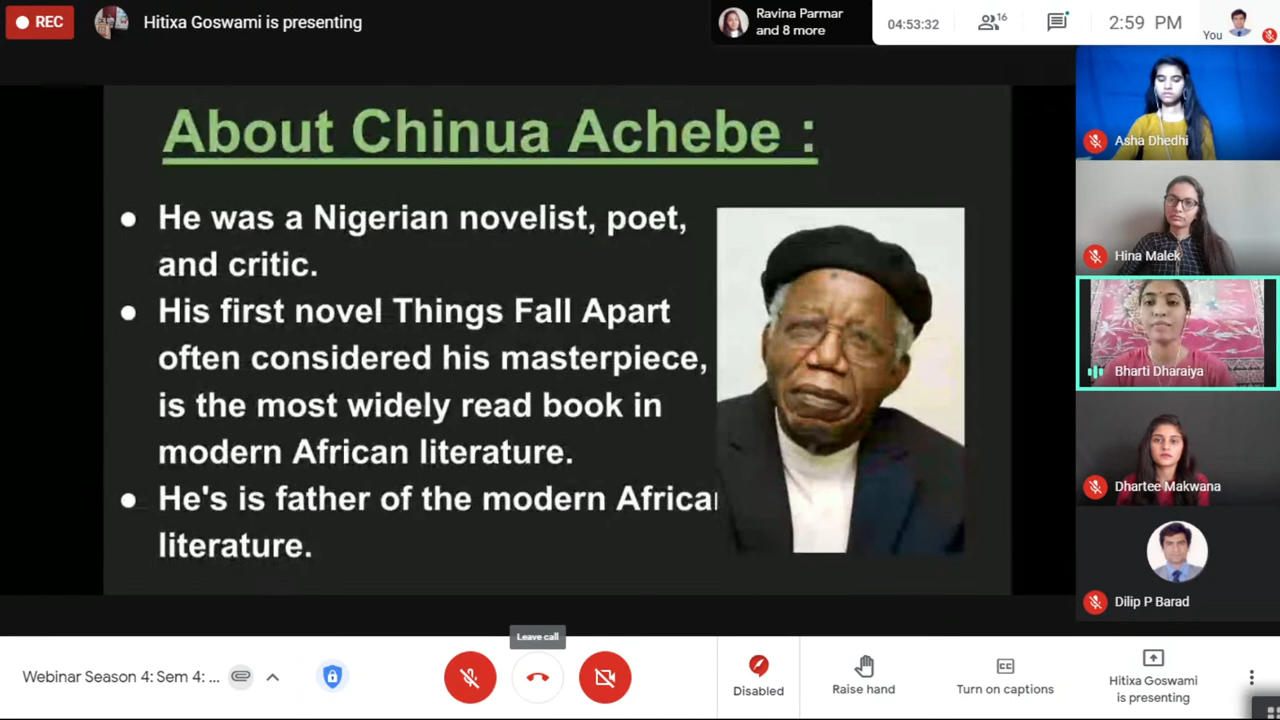 REC
Hitixa Goswami is presenting
Ravina Parmar
and 8 more
04:53:32
16
2:59 PM
You
About Chinua Achebe :
● He was a Nigerian novelist, poet,
and critic.
● His first novel Things Fall Apart
often considered his masterpiece,
is the most widely read book in
modern African literature.
● He's is father of the modern African
literature.
Asha Dhedhi
Hina Malek
Bharti Dharaiya
Dhartee Makwana
Dilip P Barad
Leave call
Webinar Season 4: Sem 4: ...
Disabled
Raise hand
CC
Turn on captions
Hitixa Goswami
is presenting